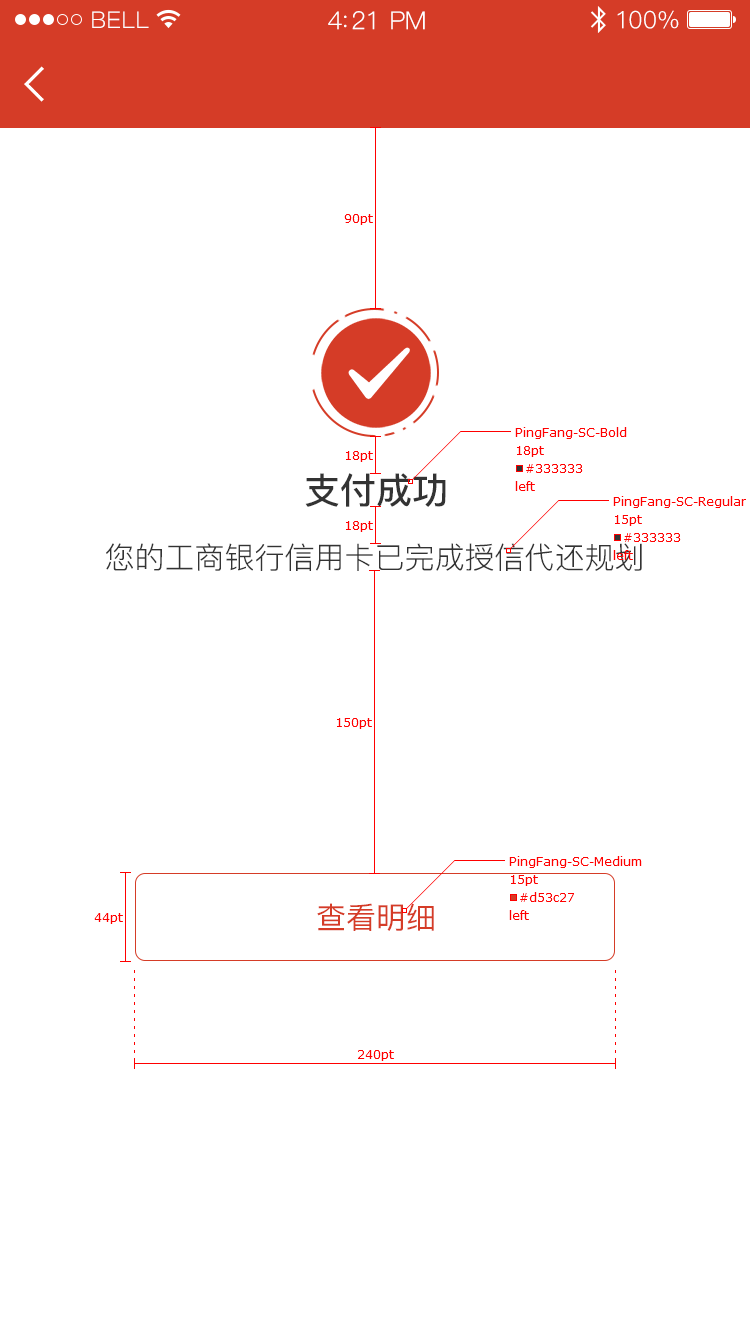 BELL 4:21 PM 100%
90pt
18pt
PingFang-SC-Bold
18pt
#333333
left
支付成功
18pt
PingFang-SC-Regular
15pt
#333333
left
您的工商银行信用卡已完成授信代还规划
150pt
PingFang-SC-Medium
15pt
#d53c27
left
44pt
查看明细
240pt